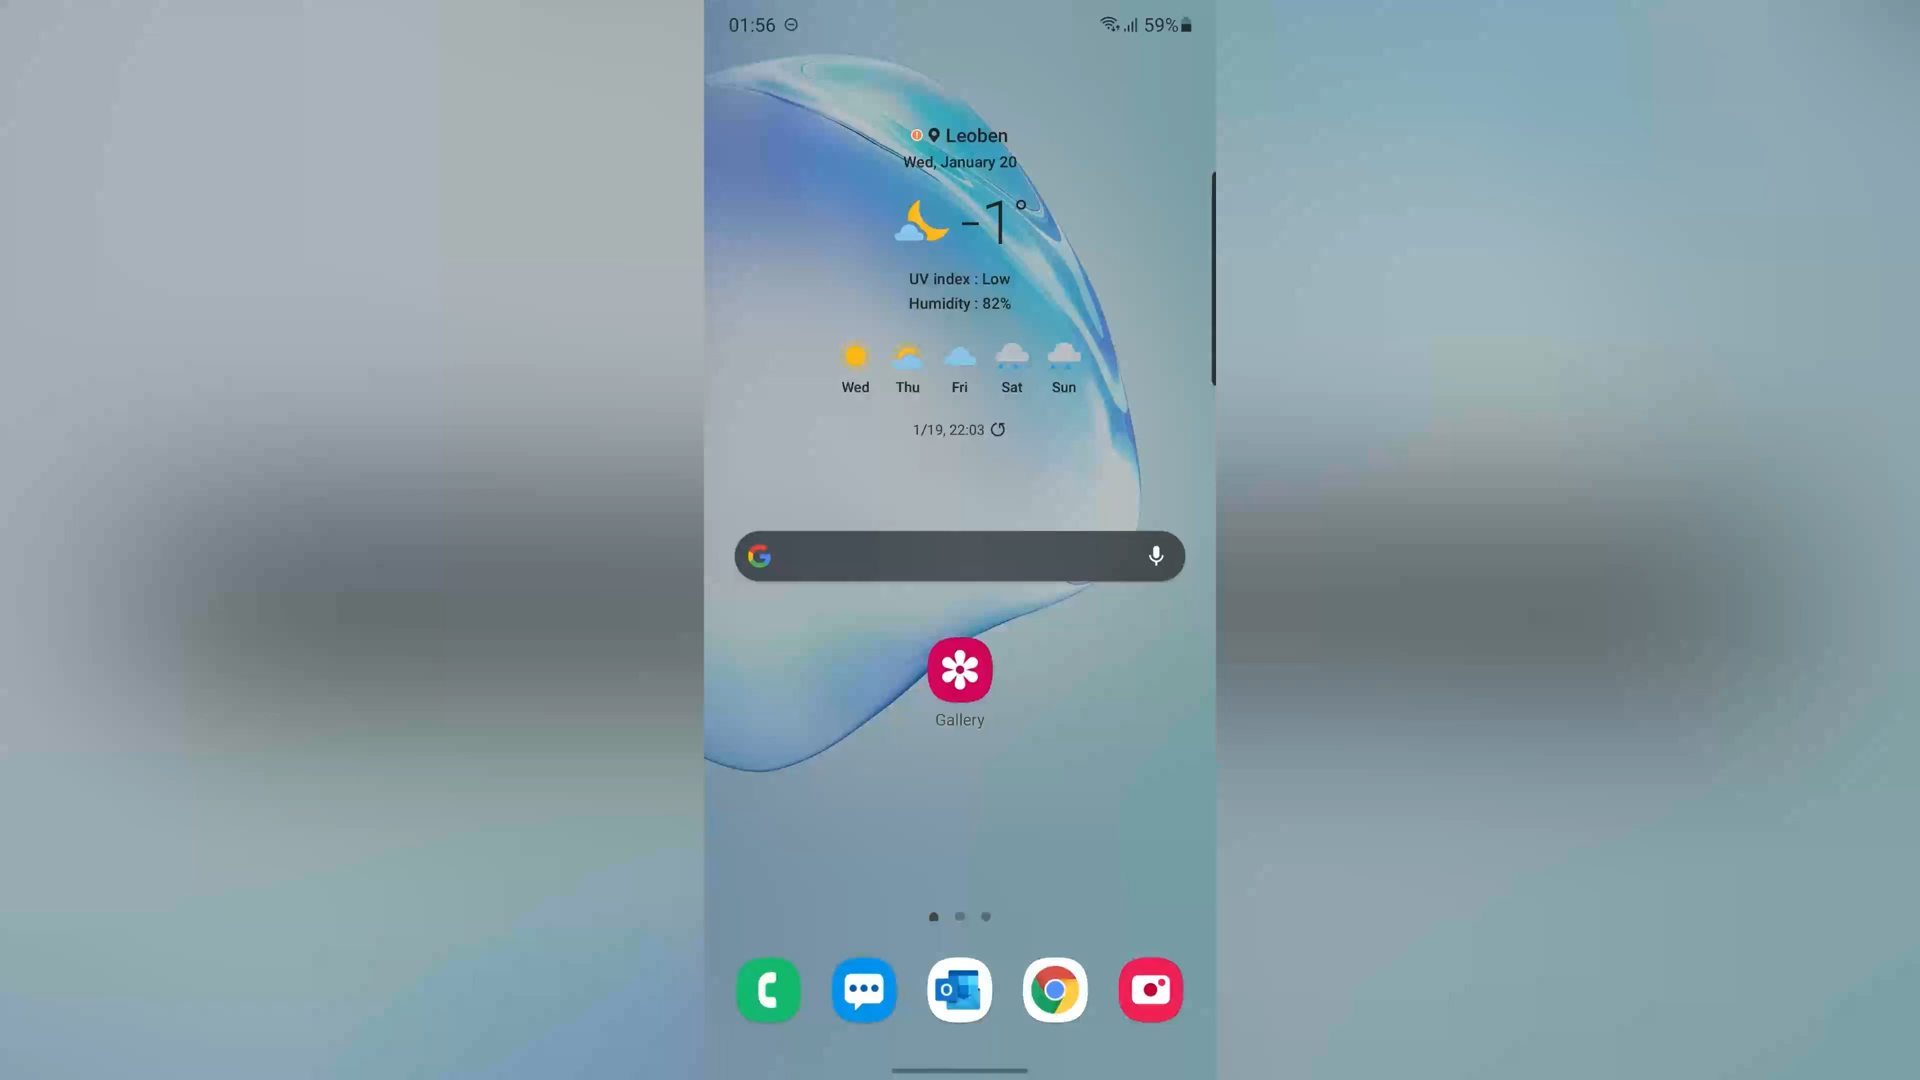 01:56 59%
Leoben
Wed, January 20
-1°
UV index : Low
Humidity : 82%
Wed Thu Fri Sat Sun
1/19, 22:03
Gallery